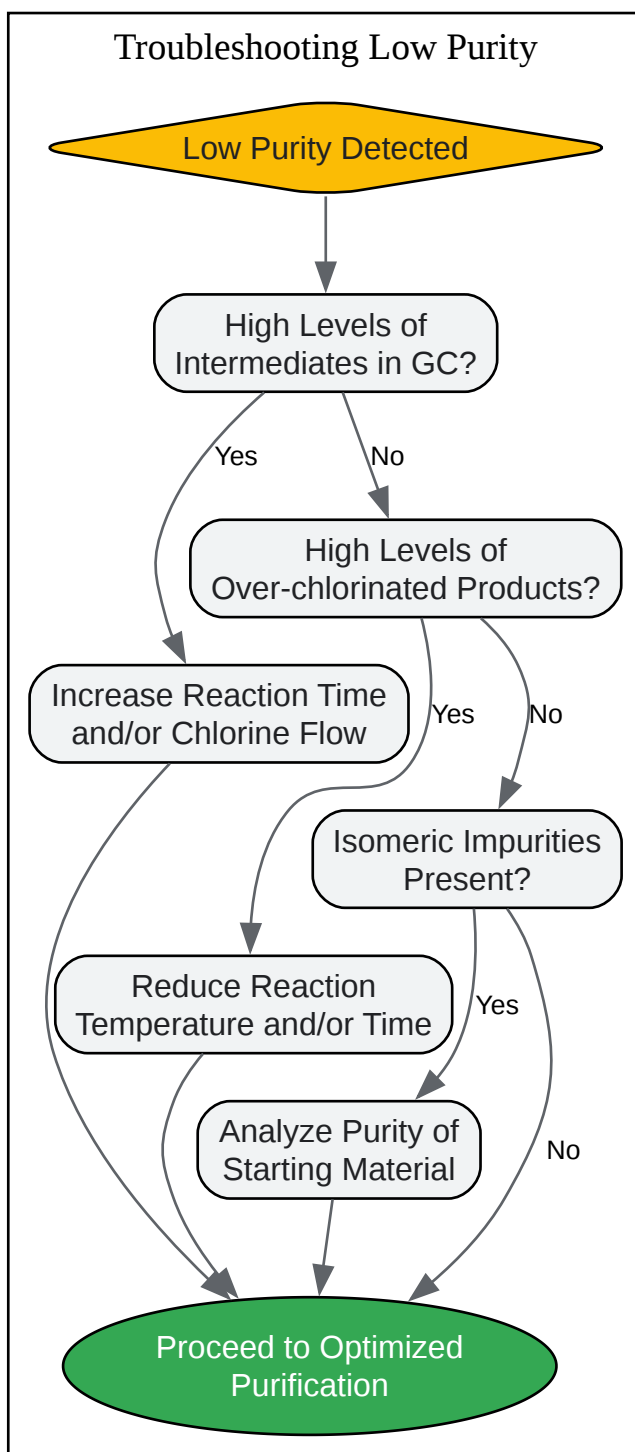 Troubleshooting Low Purity
Low Purity Detected
High Levels of
Intermediates in GC?
Yes
No
High Levels of
Over-chlorinated Products?
Increase Reaction Time
and/or Chlorine Flow
Yes
No
Isomeric Impurities
Present?
Reduce Reaction
Temperature and/or Time
Yes
Analyze Purity of
Starting Material
No
Proceed to Optimized
Purification